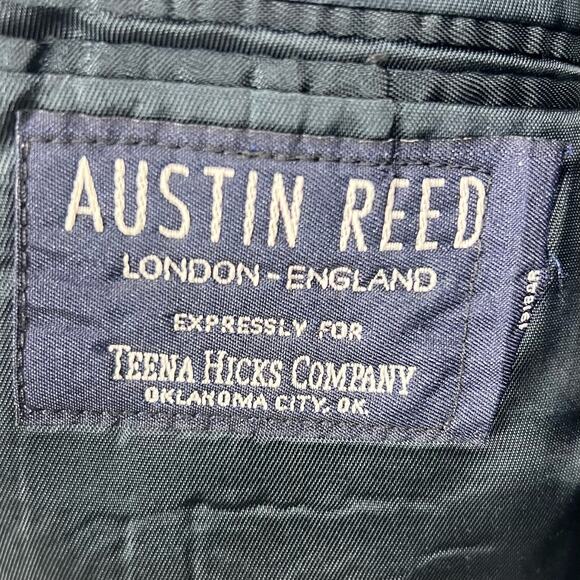 AUSTIN REED
LONDON - ENGLAND
EXPRESSLY FOR
TEENA HICKS COMPANY
OKLAHOMA CITY, OK.